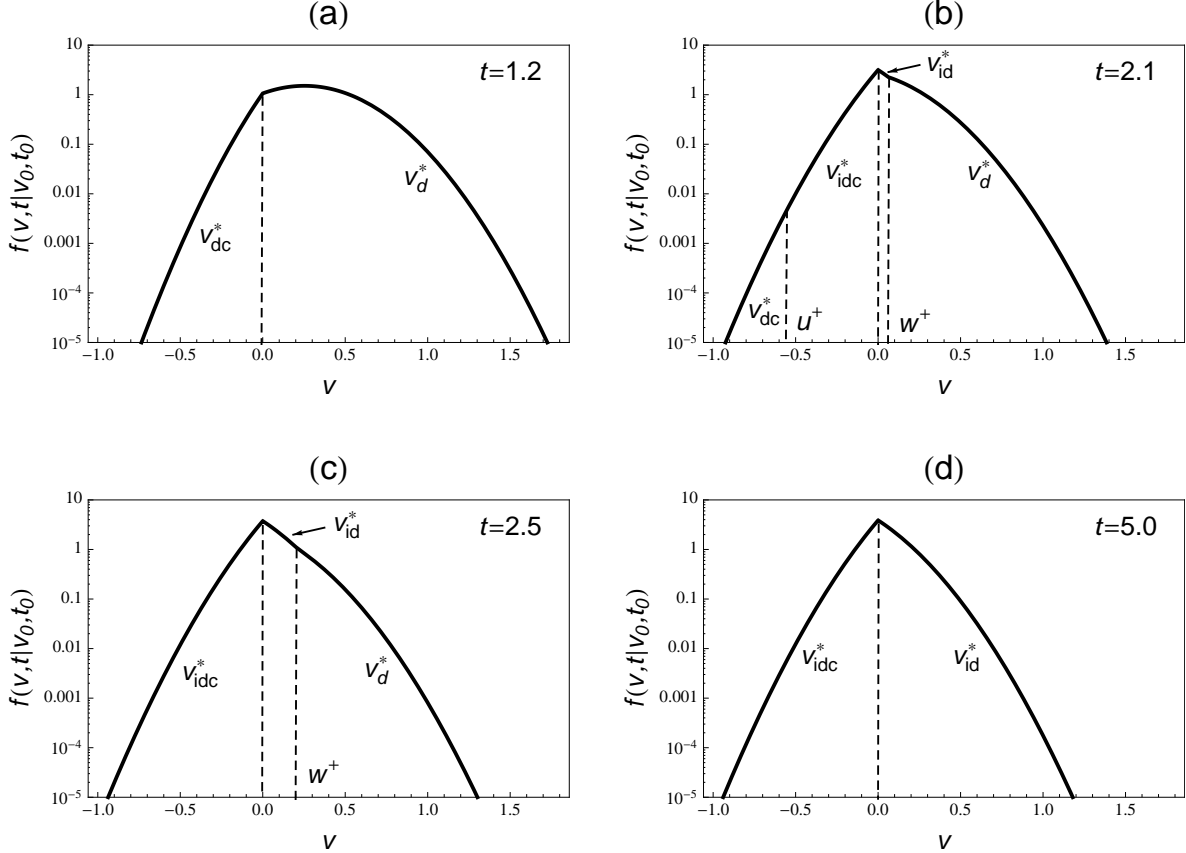 (a)
10
1
0.1
0.01
0.001
10⁻⁴
10⁻⁵
f(v,t|v₀,t₀)
t=1.2
v*dc
v*d
−1.0 −0.5 0.0 0.5 1.0 1.5
v
(b)
10
1
0.1
0.01
0.001
10⁻⁴
10⁻⁵
f(v,t|v₀,t₀)
t=2.1
v*id
v*idc
v*d
v*dc
u⁺
w⁺
−1.0 −0.5 0.0 0.5 1.0 1.5
v
(c)
10
1
0.1
0.01
0.001
10⁻⁴
10⁻⁵
f(v,t|v₀,t₀)
t=2.5
v*id
v*idc
v*d
w⁺
−1.0 −0.5 0.0 0.5 1.0 1.5
v
(d)
10
1
0.1
0.01
0.001
10⁻⁴
10⁻⁵
f(v,t|v₀,t₀)
t=5.0
v*idc
v*id
−1.0 −0.5 0.0 0.5 1.0 1.5
v